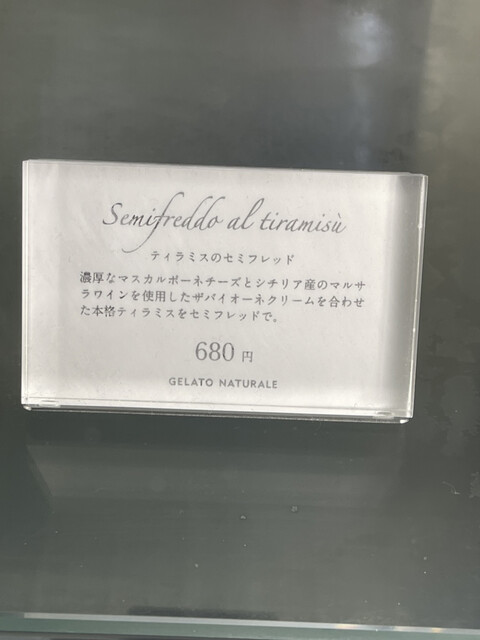 Semifreddo al tiramisù
ティラミスのセミフレッド
濃厚なマスカルポーネチーズとシチリア産のマルサ
ラワインを使用したザバイオーネクリームを合わせ
た本格ティラミスをセミフレッドで。
680 円
GELATO NATURALE